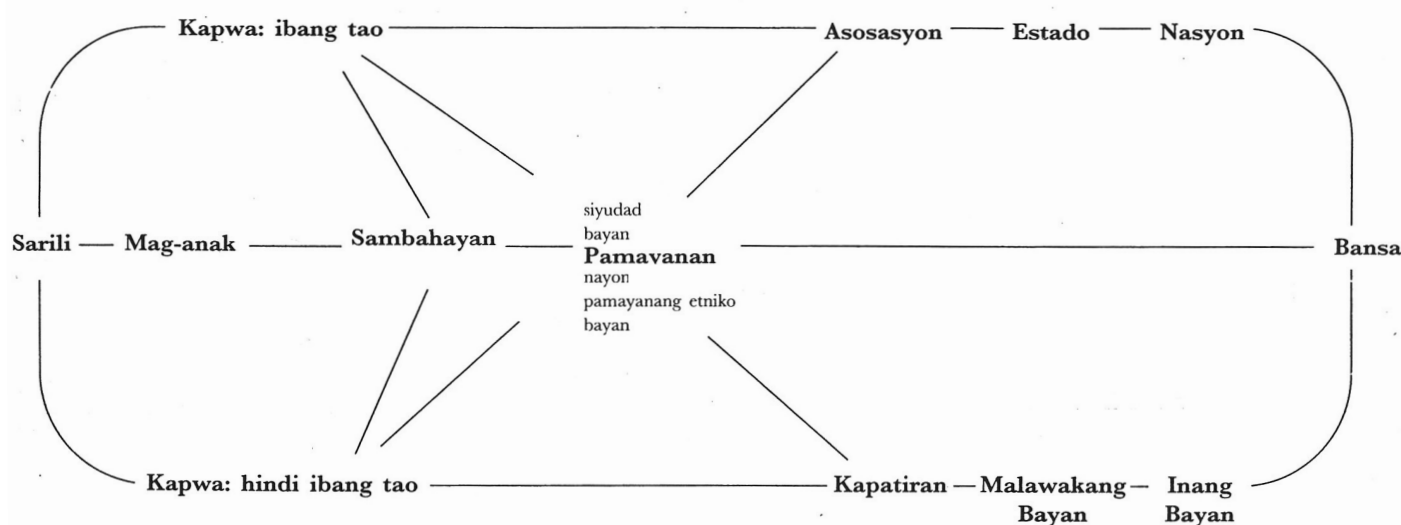 Kapwa: ibang tao
Asosasyon
Estado
Nasyon
Sarili
Mag-anak
Sambahayan
siyudad
bayan
Pamayanan
nayon
pamayanang etniko
bayan
Bansa
Kapwa: hindi ibang tao
Kapatiran
Malawakang
Bayan
Inang
Bayan